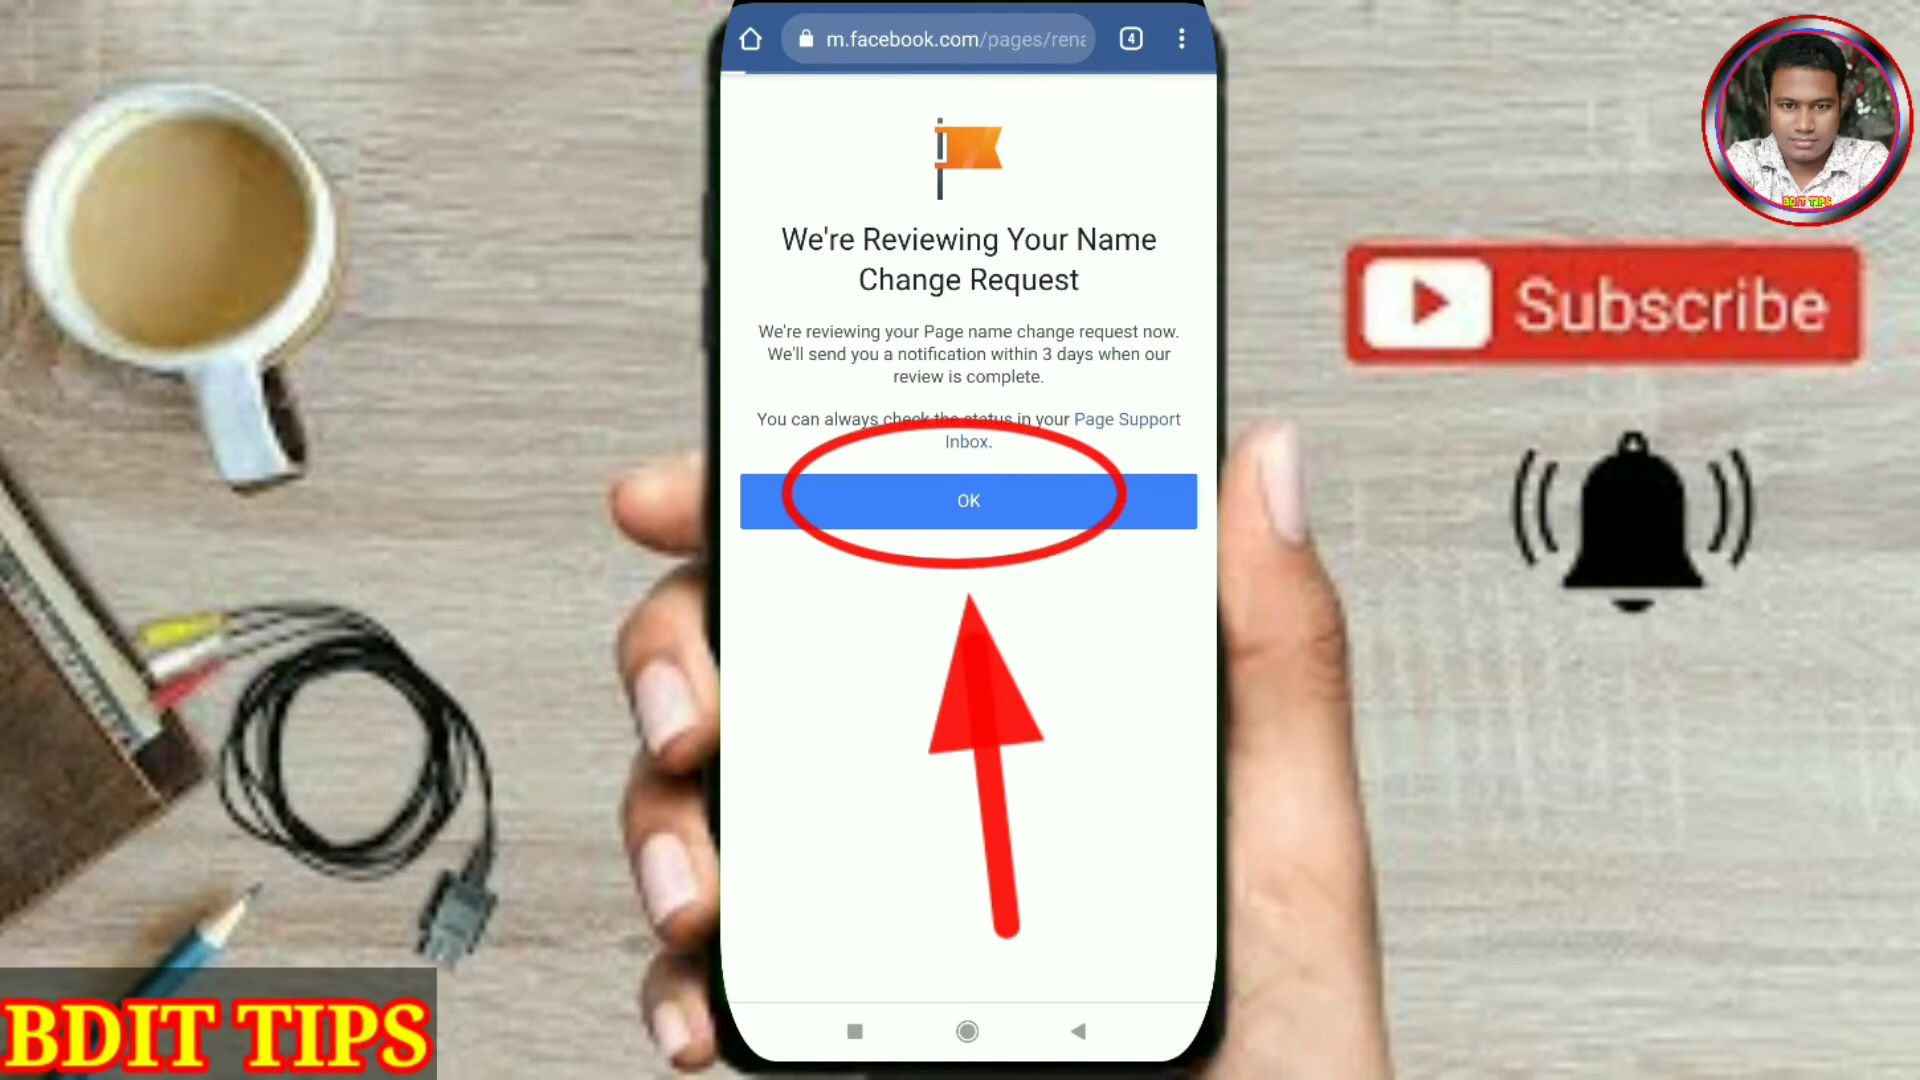 m.facebook.com/pages/rena
4
We're Reviewing Your Name
Change Request
We're reviewing your Page name change request now.
We'll send you a notification within 3 days when our
review is complete.
You can always check the status in your Page Support
Inbox.
OK
BDIT TIPS
Subscribe
BDIT TIPS